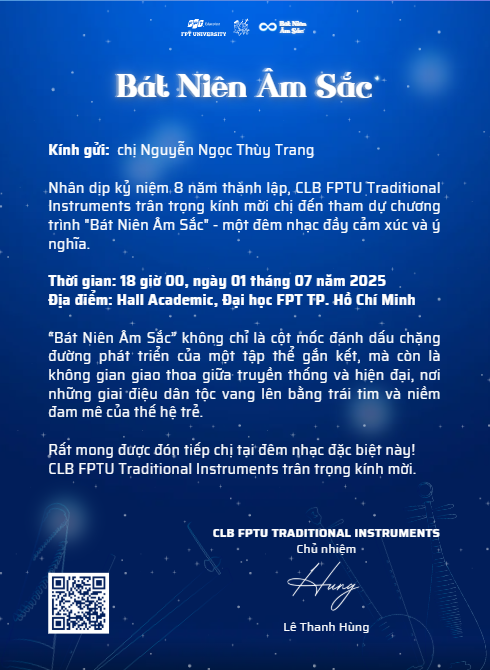 FPT Education
FPT UNIVERSITY
Bát Niên
Âm Sắc
Bát Niên Âm Sắc
Kính gửi: chị Nguyễn Ngọc Thùy Trang
Nhân dịp kỷ niệm 8 năm thành lập, CLB FPTU Traditional
Instruments trân trọng kính mời chị đến tham dự chương
trình "Bát Niên Âm Sắc" - một đêm nhạc đầy cảm xúc và ý
nghĩa.
Thời gian: 18 giờ 00, ngày 01 tháng 07 năm 2025
Địa điểm: Hall Academic, Đại học FPT TP. Hồ Chí Minh
“Bát Niên Âm Sắc” không chỉ là cột mốc đánh dấu chặng
đường phát triển của một tập thể gắn kết, mà còn là
không gian giao thoa giữa truyền thống và hiện đại, nơi
những giai điệu dân tộc vang lên bằng trái tim và niềm
đam mê của thế hệ trẻ.
Rất mong được đón tiếp chị tại đêm nhạc đặc biệt này!
CLB FPTU Traditional Instruments trân trọng kính mời.
CLB FPTU TRADITIONAL INSTRUMENTS
Chủ nhiệm
Hung
Lê Thanh Hùng